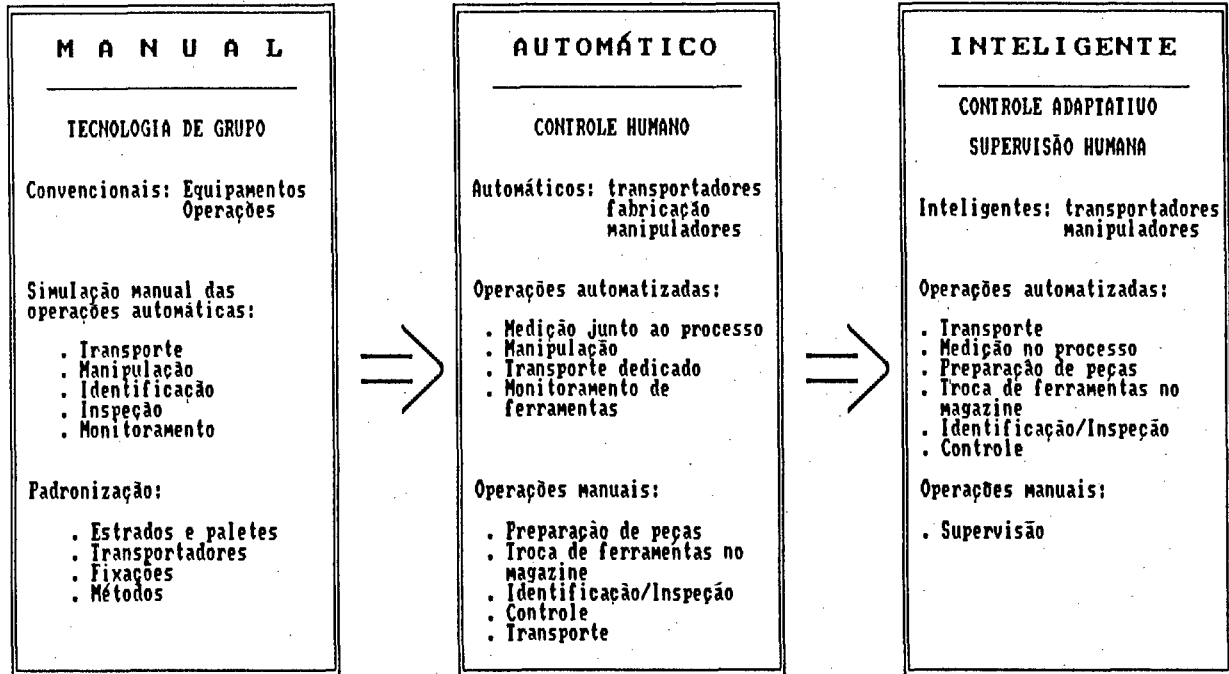 M A N U A L
TECNOLOGIA DE GRUPO
Convencionais: Equipamentos
Operações
Simulação manual das
operações automáticas:
. Transporte
. Manipulação
. Identificação
. Inspeção
. Monitoramento
Padronização:
. Estrados e paletes
. Transportadores
. Fixações
. Métodos
AUTOMÁTICO
CONTROLE HUMANO
Automáticos: transportadores
fabricação
manipuladores
Operações automatizadas:
. Medição junto ao processo
. Manipulação
. Transporte dedicado
. Monitoramento de
ferramentas
Operações manuais:
. Preparação de peças
. Troca de ferramentas no
magazine
. Identificação/Inspeção
. Controle
. Transporte
INTELIGENTE
CONTROLE ADAPTATIVO
SUPERVISÃO HUMANA
Inteligentes: transportadores
manipuladores
Operações automatizadas:
. Transporte
. Medição no processo
. Preparação de peças
. Troca de ferramentas no
magazine
. Identificação/Inspeção
. Controle
Operações manuais:
. Supervisão